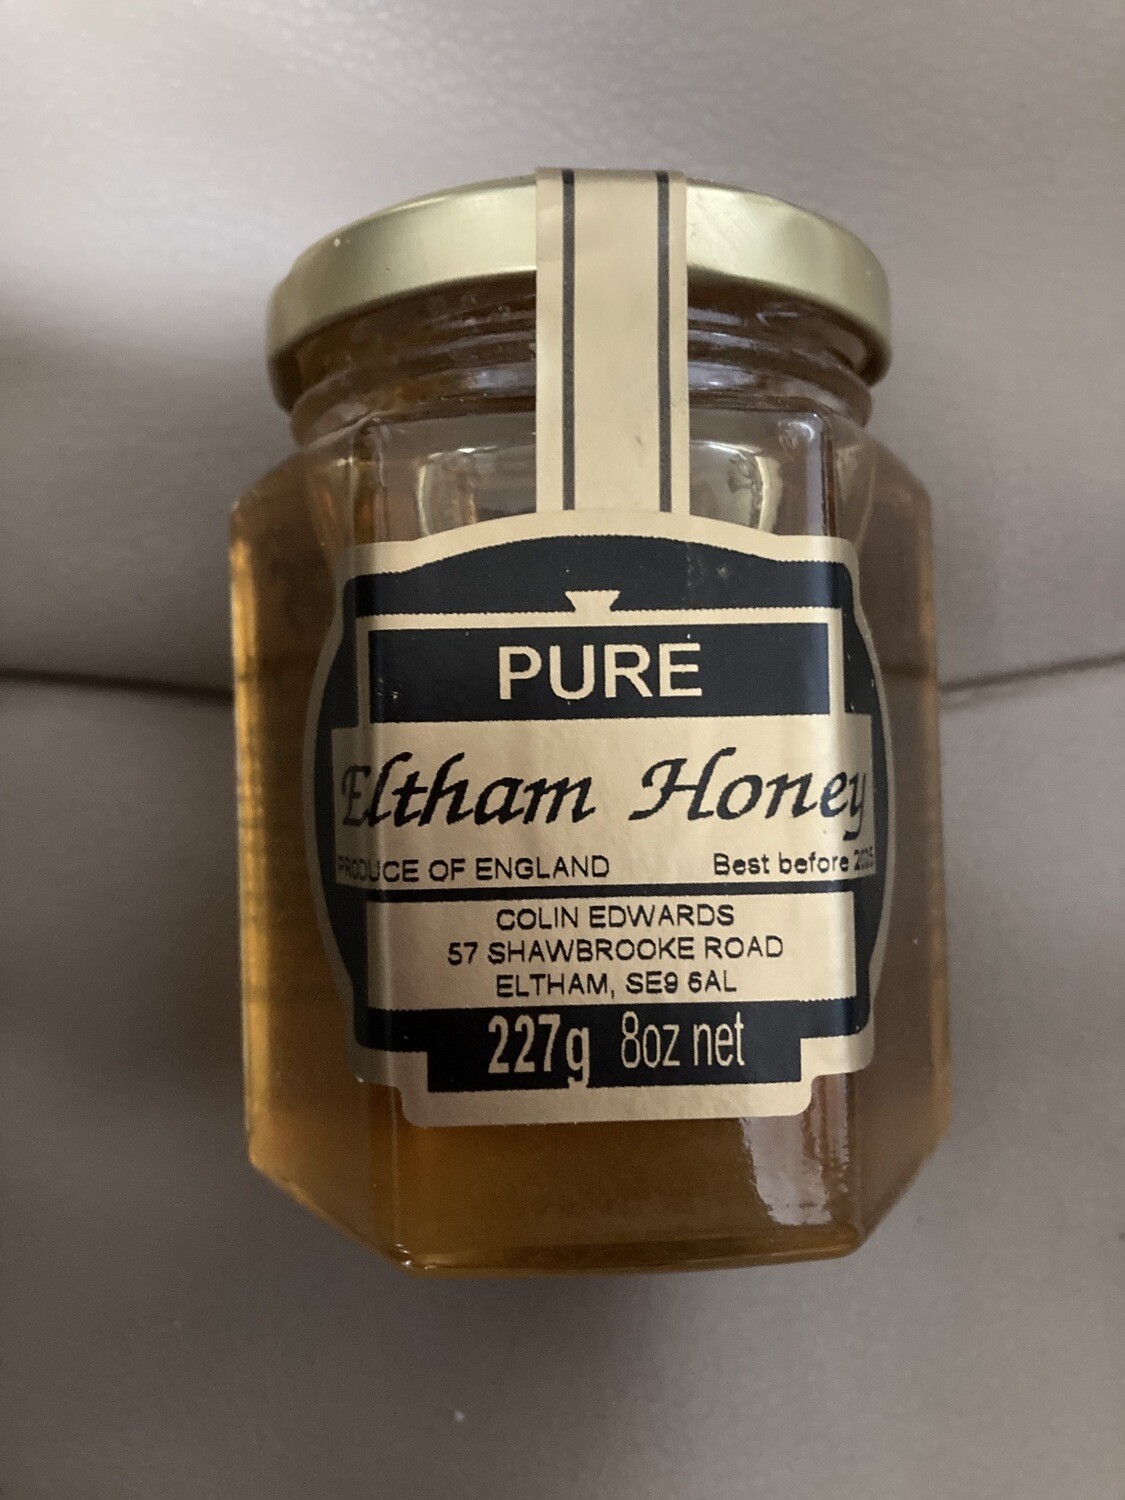 PURE
Eltham Honey
PRODUCE OF ENGLAND Best before 2025
COLIN EDWARDS
57 SHAWBROOKE ROAD
ELTHAM, SE9 6AL
227g 8oz net